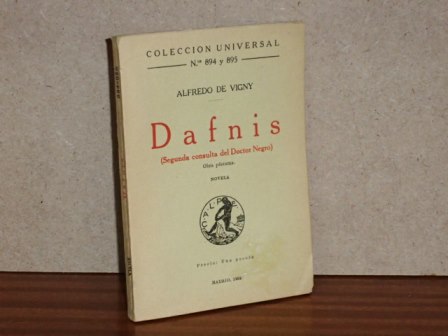 COLECCION UNIVERSAL
N.os 894 y 895
ALFREDO DE VIGNY
Dafnis
(Segunda consulta del Doctor Negro)
Obra póstuma.
NOVELA
CALPE
Precio: Una peseta
MADRID,